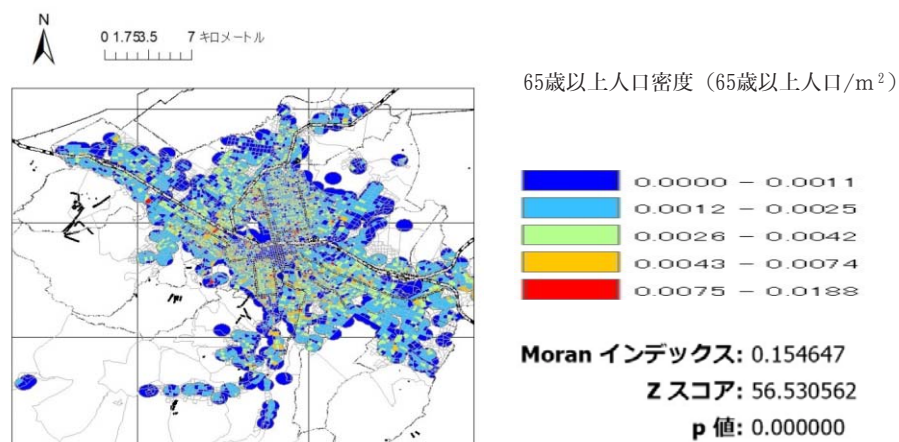 N
0 1.753.5 7 キロメートル
65歳以上人口密度（65歳以上人口/m²）
0.0000 － 0.0011
0.0012 － 0.0025
0.0026 － 0.0042
0.0043 － 0.0074
0.0075 － 0.0188
Moran インデックス: 0.154647
Z スコア: 56.530562
p 値: 0.000000